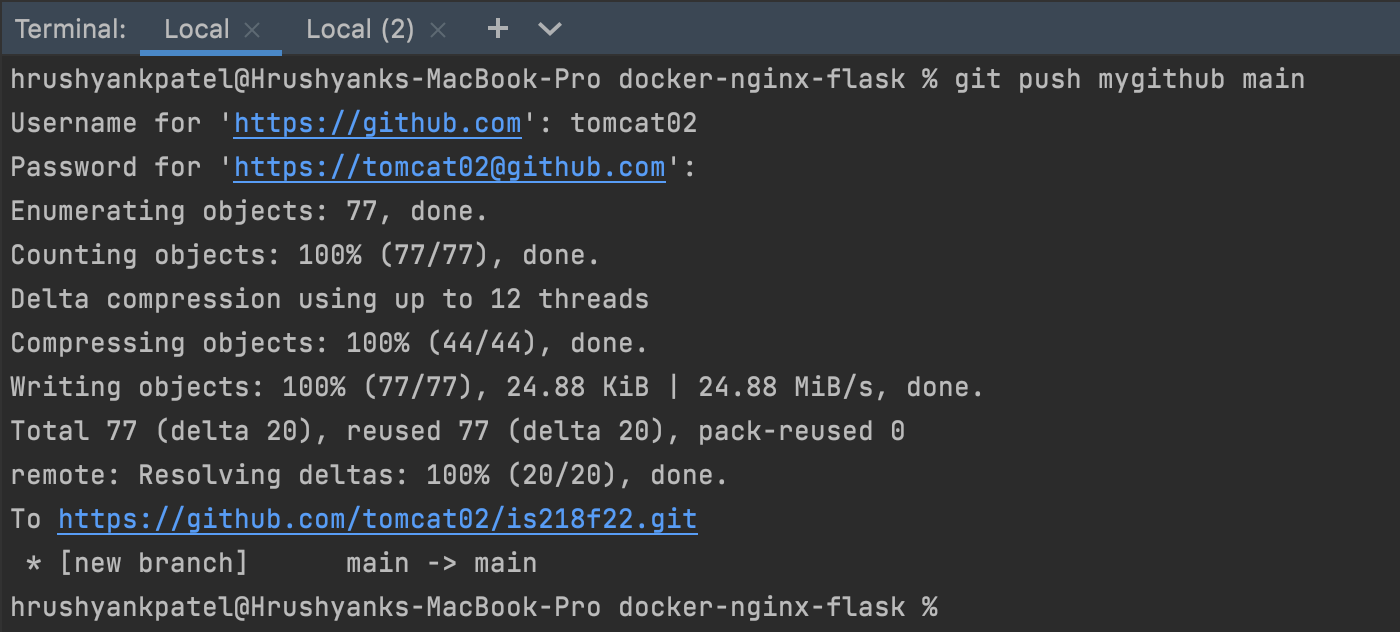 Terminal: Local × Local (2) × +
hrushyankpatel@Hrushyanks-MacBook-Pro docker-nginx-flask % git push mygithub main
Username for 'https://github.com': tomcat02
Password for 'https://tomcat02@github.com':
Enumerating objects: 77, done.
Counting objects: 100% (77/77), done.
Delta compression using up to 12 threads
Compressing objects: 100% (44/44), done.
Writing objects: 100% (77/77), 24.88 KiB | 24.88 MiB/s, done.
Total 77 (delta 20), reused 77 (delta 20), pack-reused 0
remote: Resolving deltas: 100% (20/20), done.
To https://github.com/tomcat02/is218f22.git
 * [new branch]      main -> main
hrushyankpatel@Hrushyanks-MacBook-Pro docker-nginx-flask %